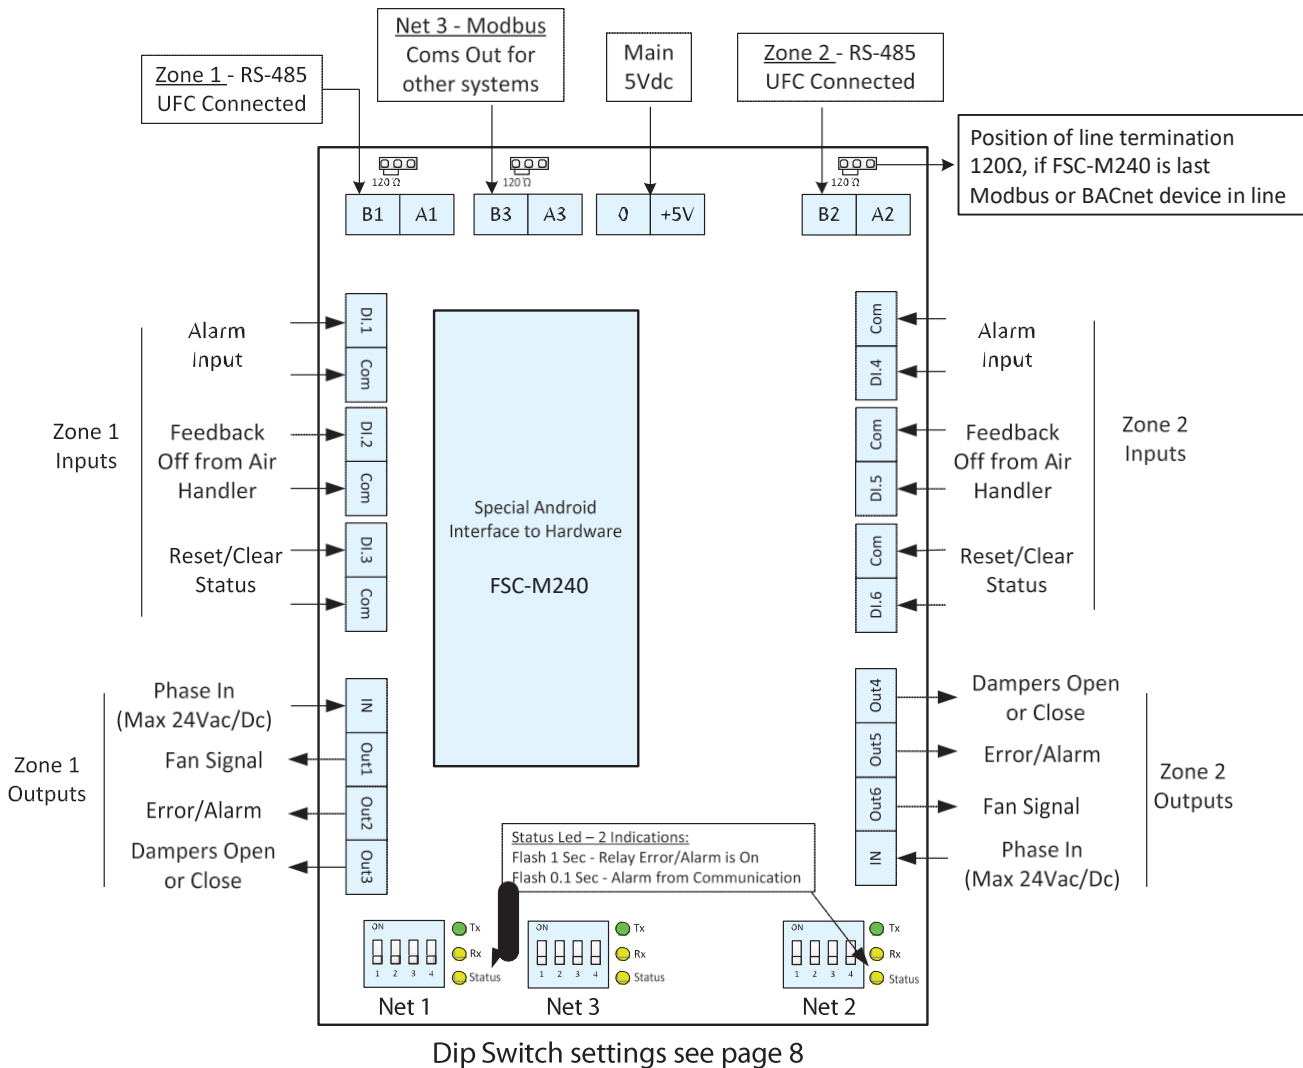 Zone 1 - RS-485
UFC Connected
Net 3 - Modbus
Coms Out for
other systems
Main
5Vdc
Zone 2 - RS-485
UFC Connected
Position of line termination
120Ω, if FSC-M240 is last
Modbus or BACnet device in line
120 Ω
120 Ω
120 Ω
B1 A1
B3 A3
0 +5V
B2 A2
Zone 1
Inputs
Alarm
Input
Feedback
Off from Air
Handler
Reset/Clear
Status
DI.1
Com
DI.2
Com
DI.3
Com
Special Android
Interface to Hardware
FSC-M240
Com
DI.4
Com
DI.5
Com
DI.6
Alarm
Input
Feedback
Off from Air
Handler
Reset/Clear
Status
Zone 2
Inputs
Zone 1
Outputs
Phase In
(Max 24Vac/Dc)
Fan Signal
Error/Alarm
Dampers Open
or Close
IN
Out1
Out2
Out3
Out4
Out5
Out6
IN
Dampers Open
or Close
Error/Alarm
Fan Signal
Phase In
(Max 24Vac/Dc)
Zone 2
Outputs
Status Led – 2 Indications:
Flash 1 Sec - Relay Error/Alarm is On
Flash 0.1 Sec - Alarm from Communication
ON
1 2 3 4
Tx
Rx
Status
Net 1
ON
1 2 3 4
Tx
Rx
Status
Net 3
ON
1 2 3 4
Tx
Rx
Status
Net 2
Dip Switch settings see page 8